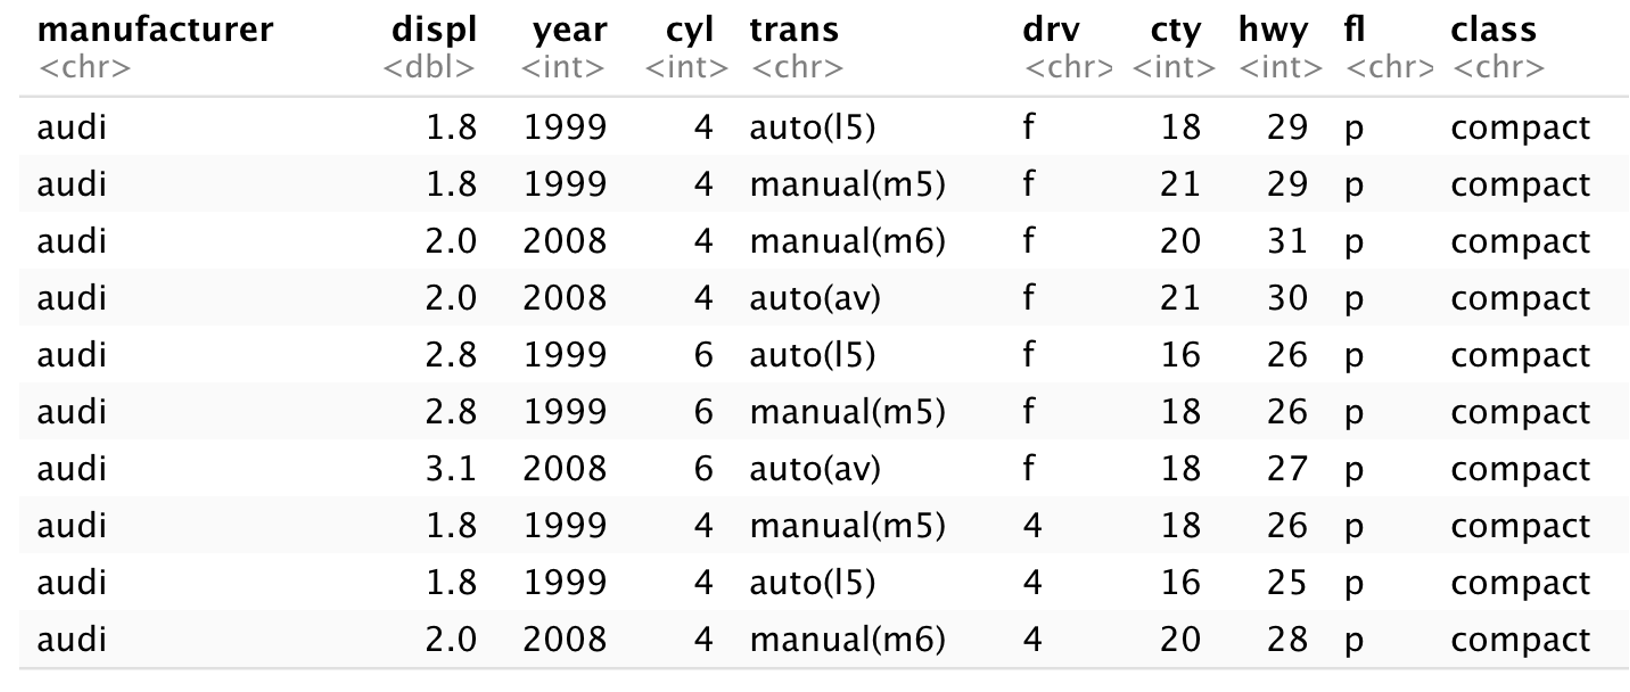 manufacturer displ year cyl trans drv cty hwy fl class
<chr> <dbl> <int> <int> <chr> <chr> <int> <int> <chr> <chr>
audi 1.8 1999 4 auto(l5) f 18 29 p compact
audi 1.8 1999 4 manual(m5) f 21 29 p compact
audi 2.0 2008 4 manual(m6) f 20 31 p compact
audi 2.0 2008 4 auto(av) f 21 30 p compact
audi 2.8 1999 6 auto(l5) f 16 26 p compact
audi 2.8 1999 6 manual(m5) f 18 26 p compact
audi 3.1 2008 6 auto(av) f 18 27 p compact
audi 1.8 1999 4 manual(m5) 4 18 26 p compact
audi 1.8 1999 4 auto(l5) 4 16 25 p compact
audi 2.0 2008 4 manual(m6) 4 20 28 p compact